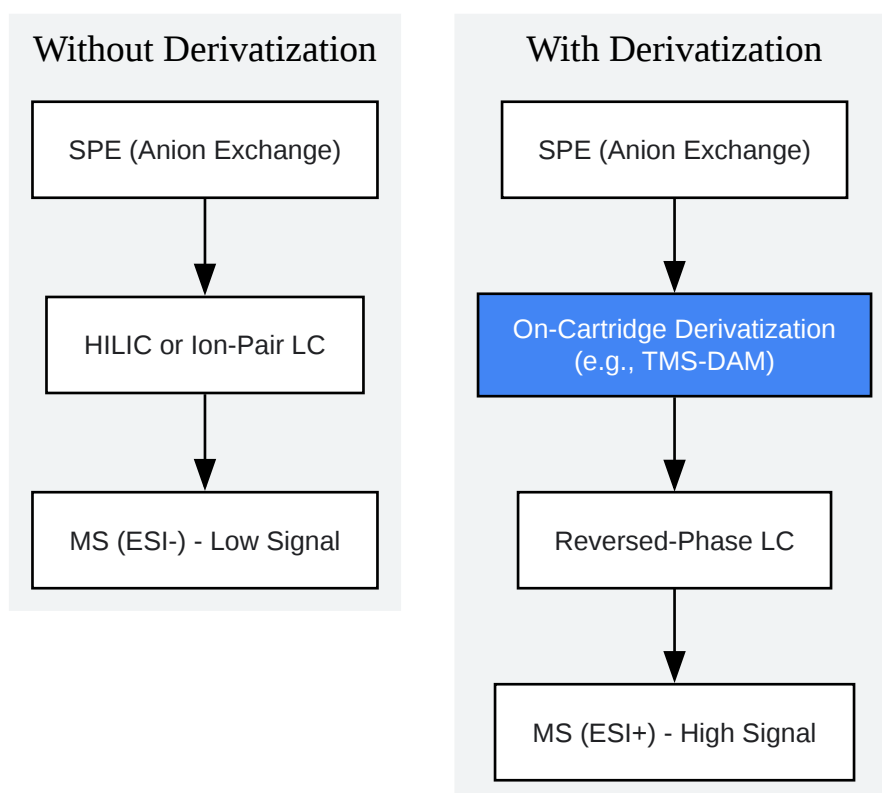 Without Derivatization
SPE (Anion Exchange)
HILIC or Ion-Pair LC
MS (ESI-) - Low Signal
With Derivatization
SPE (Anion Exchange)
On-Cartridge Derivatization
(e.g., TMS-DAM)
Reversed-Phase LC
MS (ESI+) - High Signal